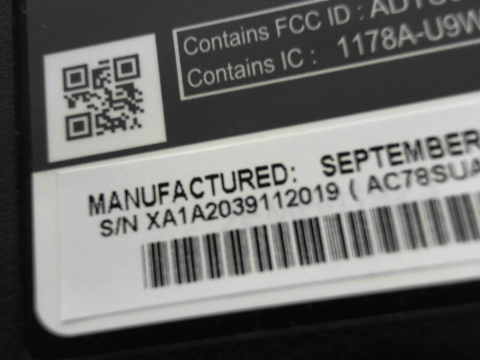 Contains FCC ID :
Contains IC : 1178A-U9W
MANUFACTURED: SEPTEMBER
S/N XA1A2039112019 ( AC78SUA